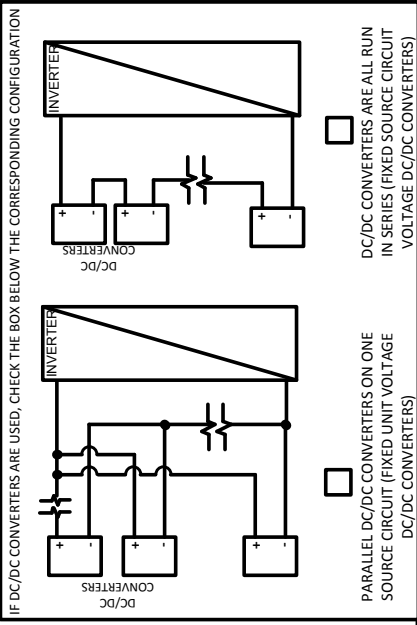 IF DC/DC CONVERTERS ARE USED, CHECK THE BOX BELOW THE CORRESPONDING CONFIGURATION
INVERTER
+
-
+
-
+
-
DC/DC
CONVERTERS
PARALLEL DC/DC CONVERTERS ON ONE
SOURCE CIRCUIT (FIXED UNIT VOLTAGE
DC/DC CONVERTERS)
INVERTER
+
-
+
-
+
-
DC/DC
CONVERTERS
DC/DC CONVERTERS ARE ALL RUN
IN SERIES (FIXED SOURCE CIRCUIT
VOLTAGE DC/DC CONVERTERS)